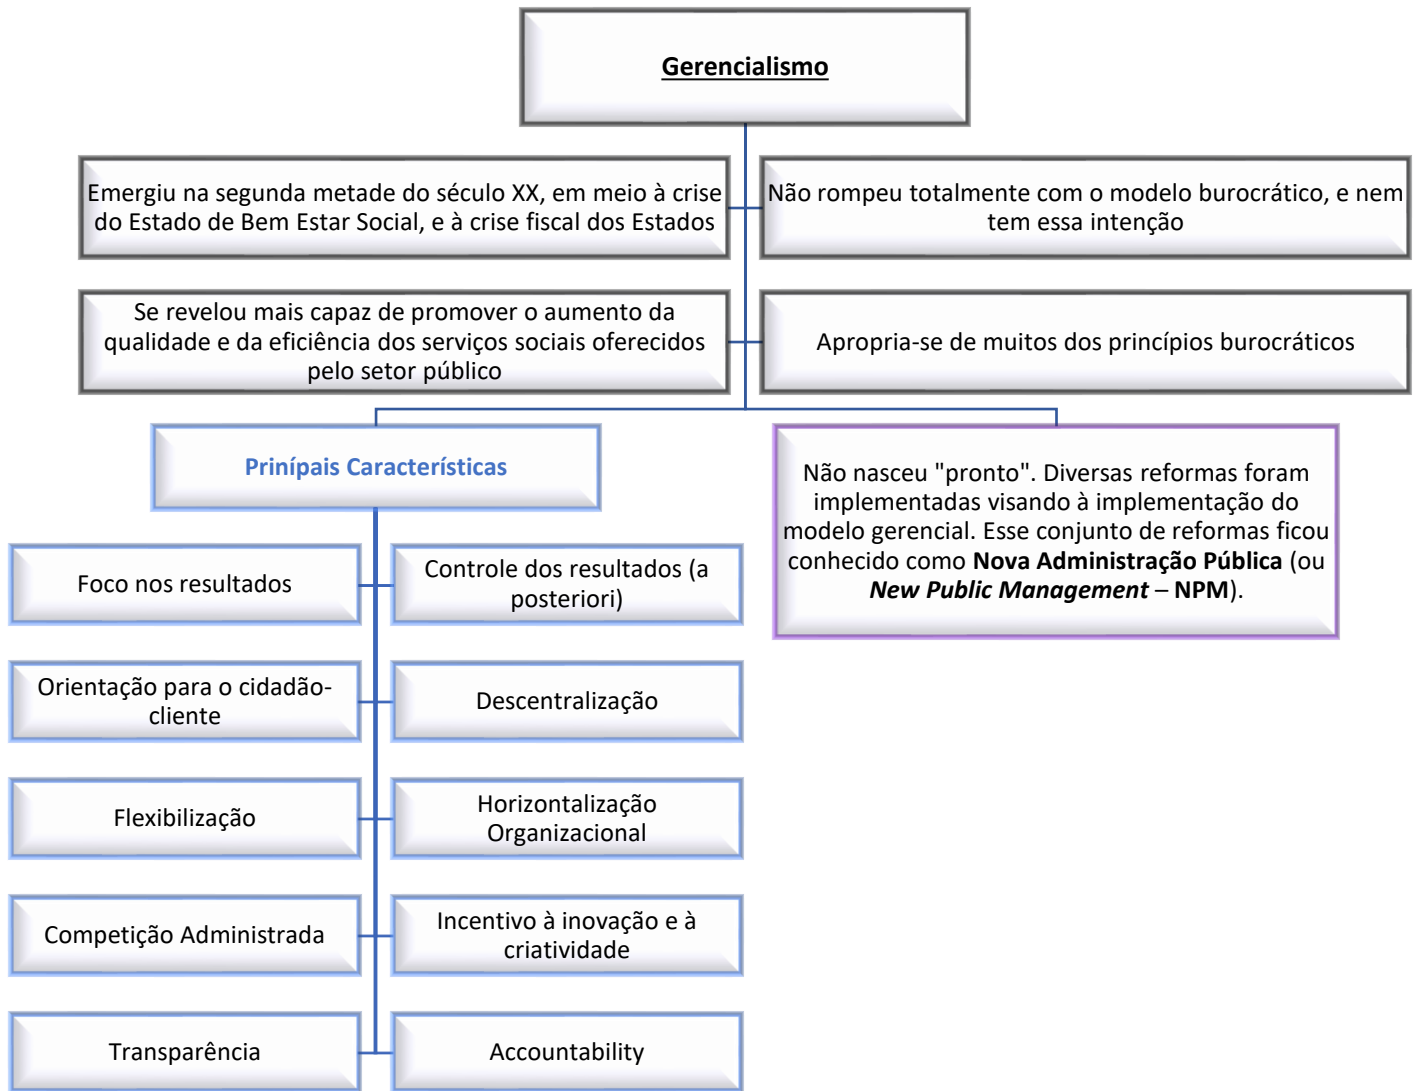 Gerencialismo
Emergiu na segunda metade do século XX, em meio à crise
do Estado de Bem Estar Social, e à crise fiscal dos Estados
Não rompeu totalmente com o modelo burocrático, e nem
tem essa intenção
Se revelou mais capaz de promover o aumento da
qualidade e da eficiência dos serviços sociais oferecidos
pelo setor público
Apropria-se de muitos dos princípios burocráticos
Prinípais Características
Não nasceu "pronto". Diversas reformas foram
implementadas visando à implementação do
modelo gerencial. Esse conjunto de reformas ficou
conhecido como Nova Administração Pública (ou
New Public Management – NPM).
Foco nos resultados
Controle dos resultados (a
posteriori)
Orientação para o cidadão-
cliente
Descentralização
Flexibilização
Horizontalização
Organizacional
Competição Administrada
Incentivo à inovação e à
criatividade
Transparência
Accountability